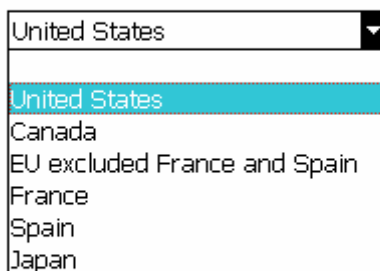 United States
United States
Canada
EU excluded France and Spain
France
Spain
Japan